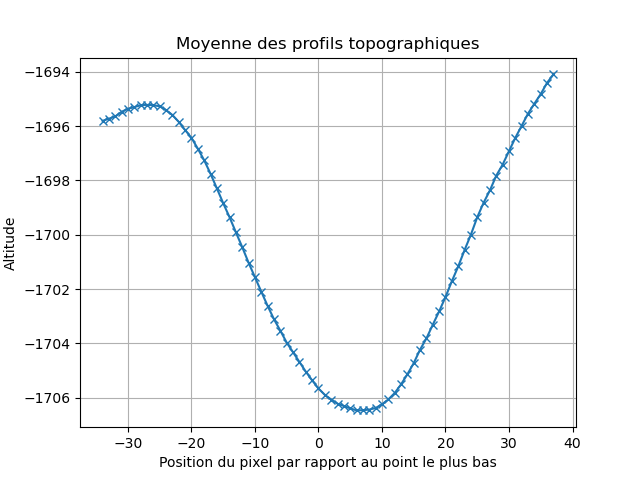 Moyenne des profils topographiques
Altitude
−1694
−1696
−1698
−1700
−1702
−1704
−1706
−30 −20 −10 0 10 20 30 40
Position du pixel par rapport au point le plus bas